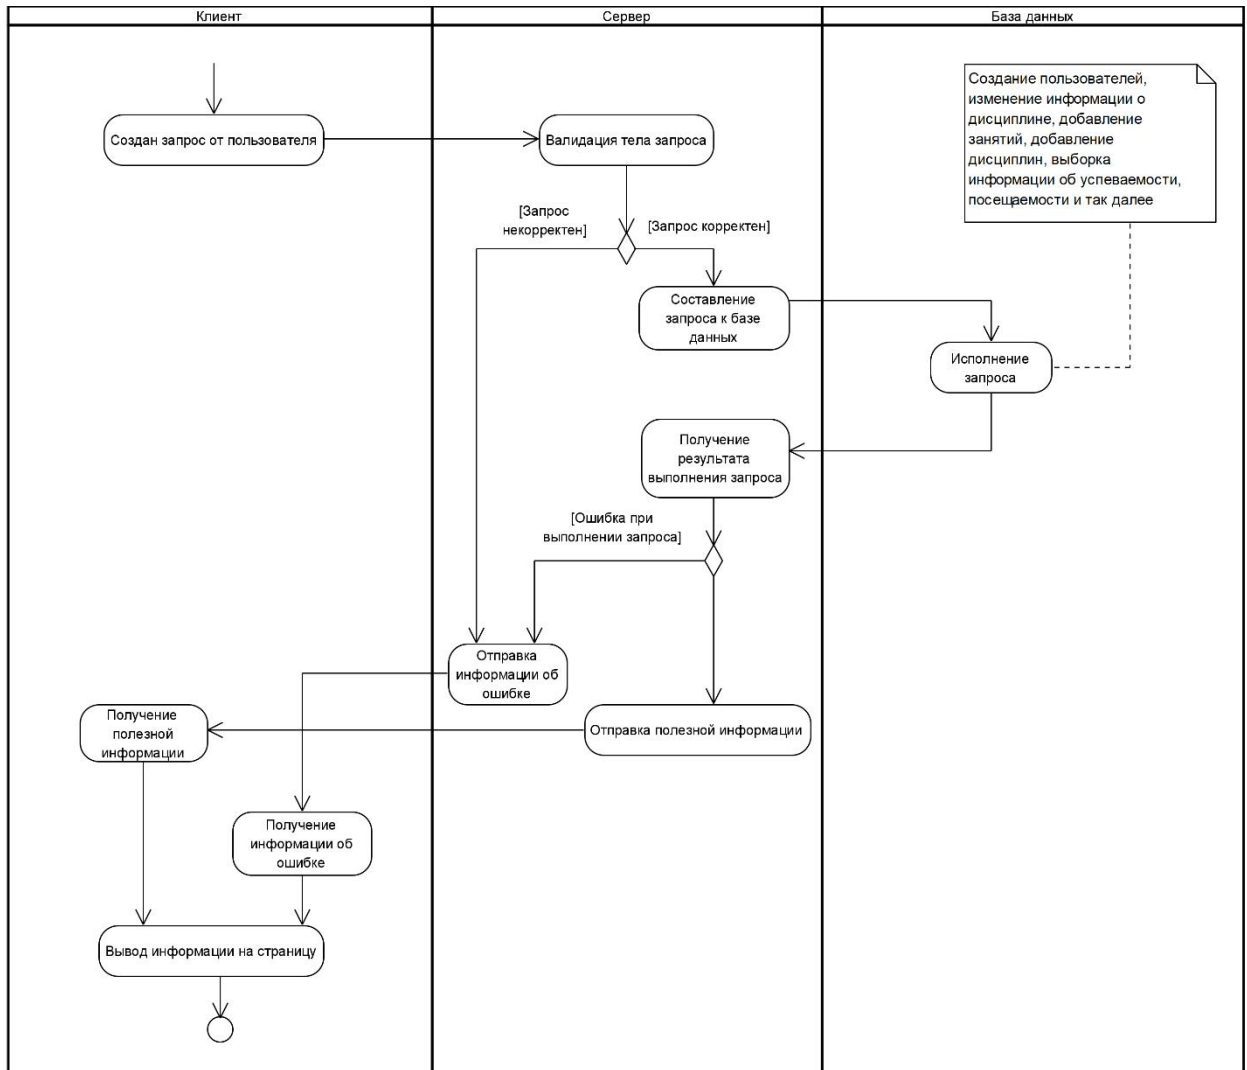 Клиент
Сервер
База данных
Создание пользователей,
изменение информации о
дисциплине, добавление
занятий, добавление
дисциплин, выборка
информации об успеваемости,
посещаемости и так далее
Создан запрос от пользователя
Валидация тела запроса
[Запрос
некорректен]
[Запрос корректен]
Составление
запроса к базе
данных
Исполнение
запроса
Получение
результата
выполнения запроса
[Ошибка при
выполнении запроса]
Отправка
информации об
ошибке
Получение
полезной
информации
Отправка полезной информации
Получение
информации об
ошибке
Вывод информации на страницу